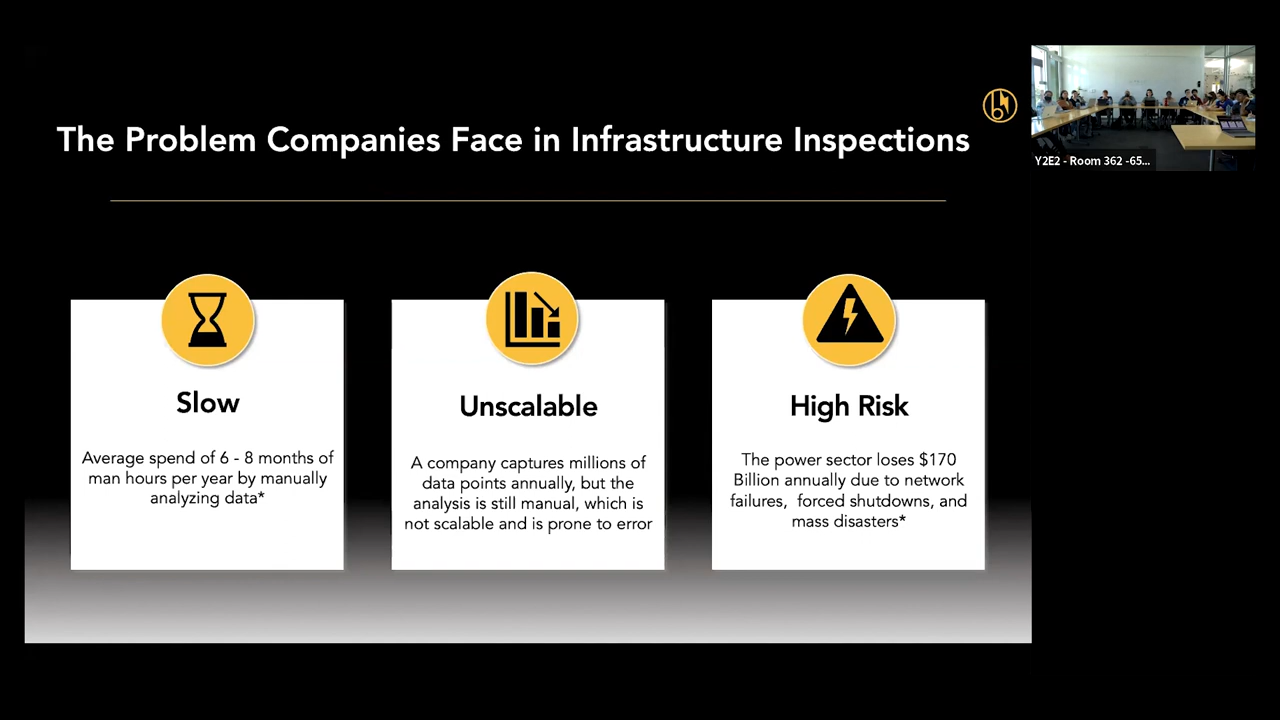 The Problem Companies Face in Infrastructure Inspections
Y2E2 - Room 362 -65...
Slow
Average spend of 6 - 8 months of
man hours per year by manually
analyzing data*
Unscalable
A company captures millions of
data points annually, but the
analysis is still manual, which is
not scalable and is prone to error
High Risk
The power sector loses $170
Billion annually due to network
failures,  forced shutdowns, and
mass disasters*